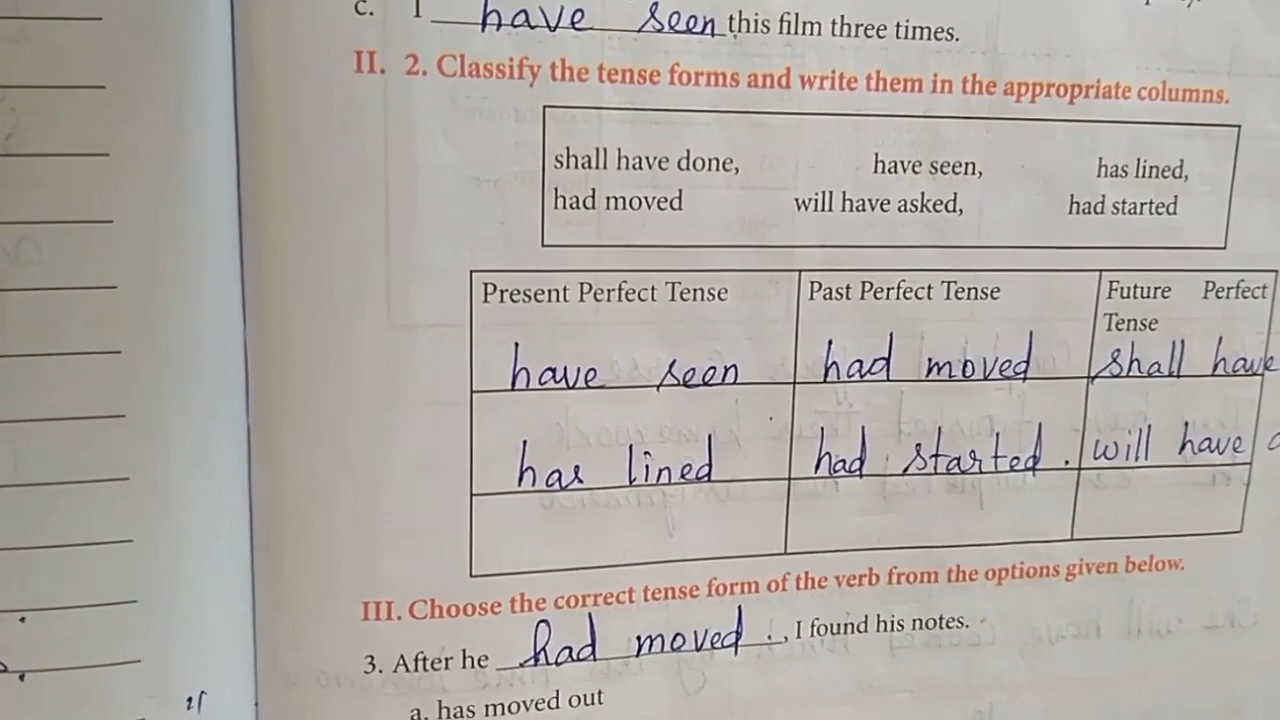 c. I have seen this film three times.
II. 2. Classify the tense forms and write them in the appropriate columns.
shall have done, have seen, has lined,
had moved will have asked, had started
Present Perfect Tense Past Perfect Tense Future Perfect
Tense
have seen had moved shall have
has lined had started. will have
III. Choose the correct tense form of the verb from the options given below.
3. After he had moved, I found his notes.
a. has moved out